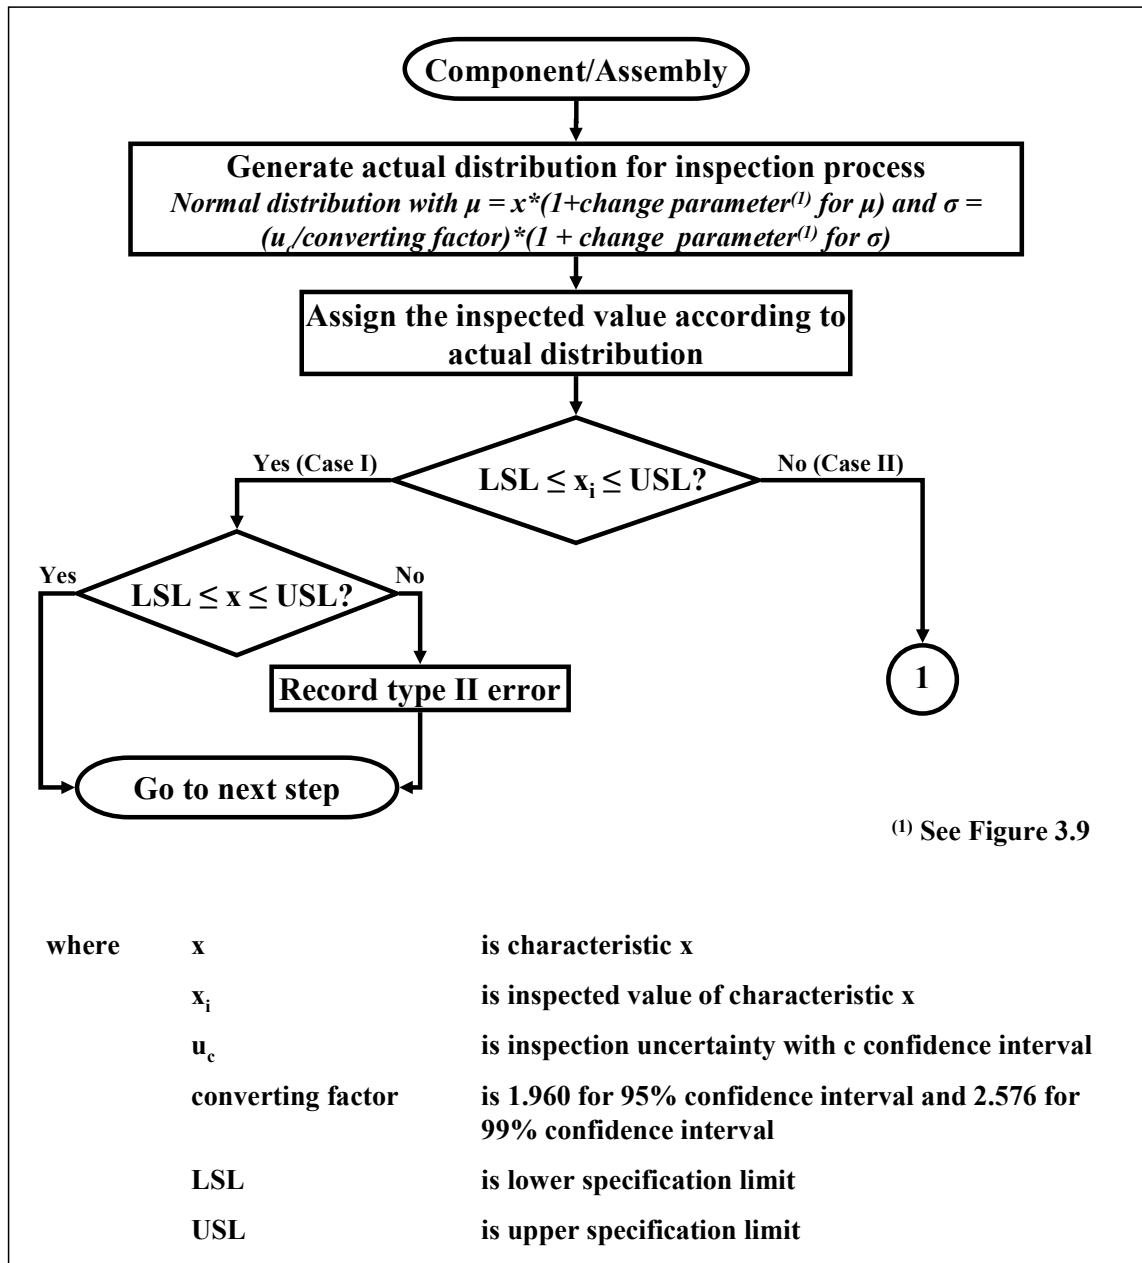 Component/Assembly
Generate actual distribution for inspection process
Normal distribution with μ = x*(1+change parameter⁽¹⁾ for μ) and σ =
(u_c/converting factor)*(1 + change parameter⁽¹⁾ for σ)
Assign the inspected value according to
actual distribution
Yes (Case I)
LSL ≤ x_i ≤ USL?
No (Case II)
Yes
LSL ≤ x ≤ USL?
No
Record type II error
1
Go to next step
⁽¹⁾ See Figure 3.9
where x is characteristic x
x_i is inspected value of characteristic x
u_c is inspection uncertainty with c confidence interval
converting factor is 1.960 for 95% confidence interval and 2.576 for
99% confidence interval
LSL is lower specification limit
USL is upper specification limit